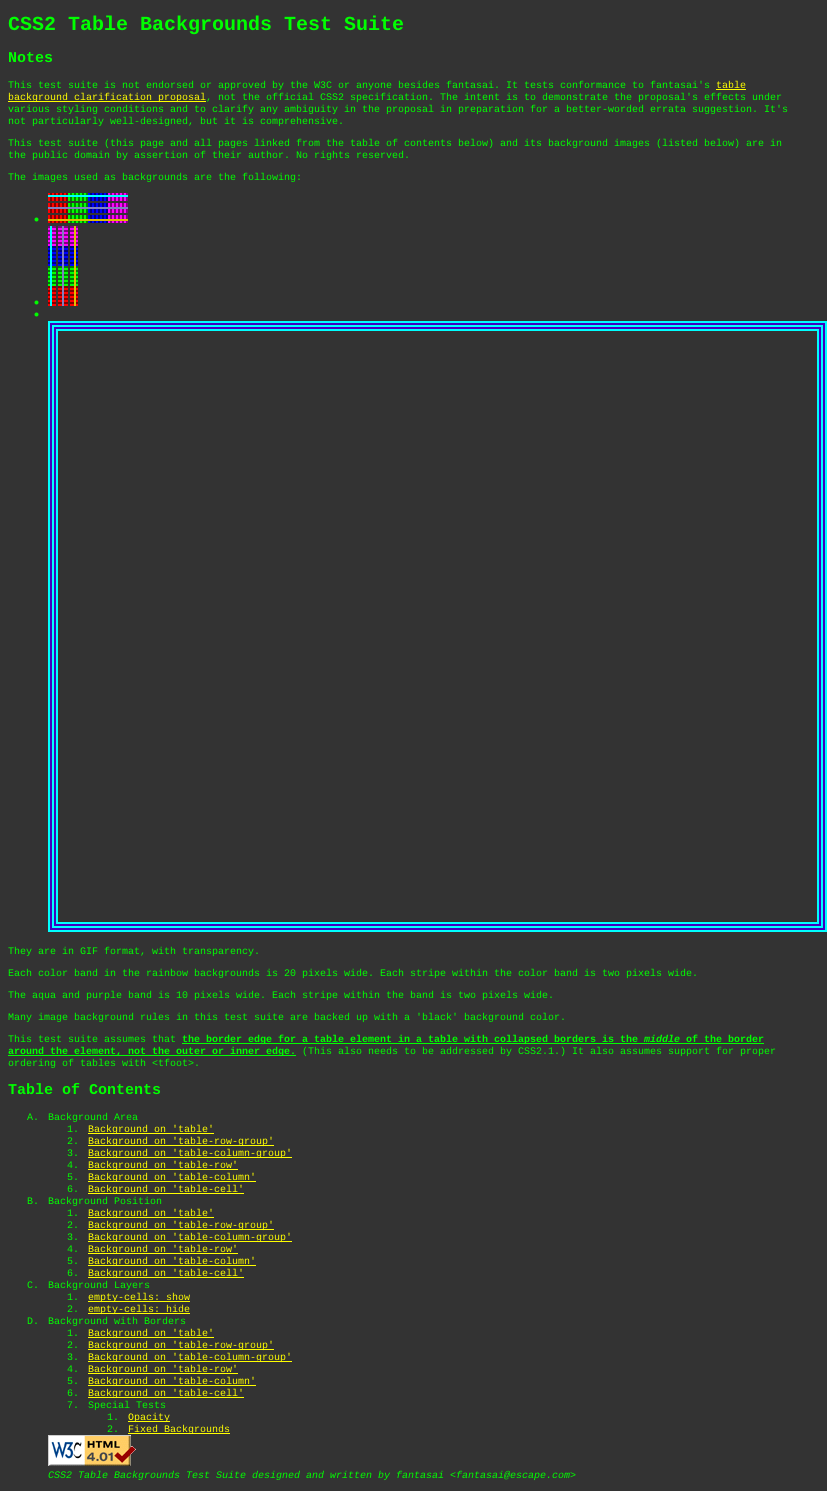 CSS2 Table Backgrounds Test Suite
Notes
This test suite is not endorsed or approved by the W3C or anyone besides fantasai. It tests conformance to fantasai's table
background clarification proposal, not the official CSS2 specification. The intent is to demonstrate the proposal's effects under
various styling conditions and to clarify any ambiguity in the proposal in preparation for a better-worded errata suggestion. It's
not particularly well-designed, but it is comprehensive.
This test suite (this page and all pages linked from the table of contents below) and its background images (listed below) are in
the public domain by assertion of their author. No rights reserved.
The images used as backgrounds are the following:
They are in GIF format, with transparency.
Each color band in the rainbow backgrounds is 20 pixels wide. Each stripe within the color band is two pixels wide.
The aqua and purple band is 10 pixels wide. Each stripe within the band is two pixels wide.
Many image background rules in this test suite are backed up with a 'black' background color.
This test suite assumes that the border edge for a table element in a table with collapsed borders is the middle of the border
around the element, not the outer or inner edge. (This also needs to be addressed by CSS2.1.) It also assumes support for proper
ordering of tables with <tfoot>.
Table of Contents
A. Background Area
1. Background on 'table'
2. Background on 'table-row-group'
3. Background on 'table-column-group'
4. Background on 'table-row'
5. Background on 'table-column'
6. Background on 'table-cell'
B. Background Position
1. Background on 'table'
2. Background on 'table-row-group'
3. Background on 'table-column-group'
4. Background on 'table-row'
5. Background on 'table-column'
6. Background on 'table-cell'
C. Background Layers
1. empty-cells: show
2. empty-cells: hide
D. Background with Borders
1. Background on 'table'
2. Background on 'table-row-group'
3. Background on 'table-column-group'
4. Background on 'table-row'
5. Background on 'table-column'
6. Background on 'table-cell'
7. Special Tests
1. Opacity
2. Fixed Backgrounds
W3C HTML 4.01
CSS2 Table Backgrounds Test Suite designed and written by fantasai <fantasai@escape.com>